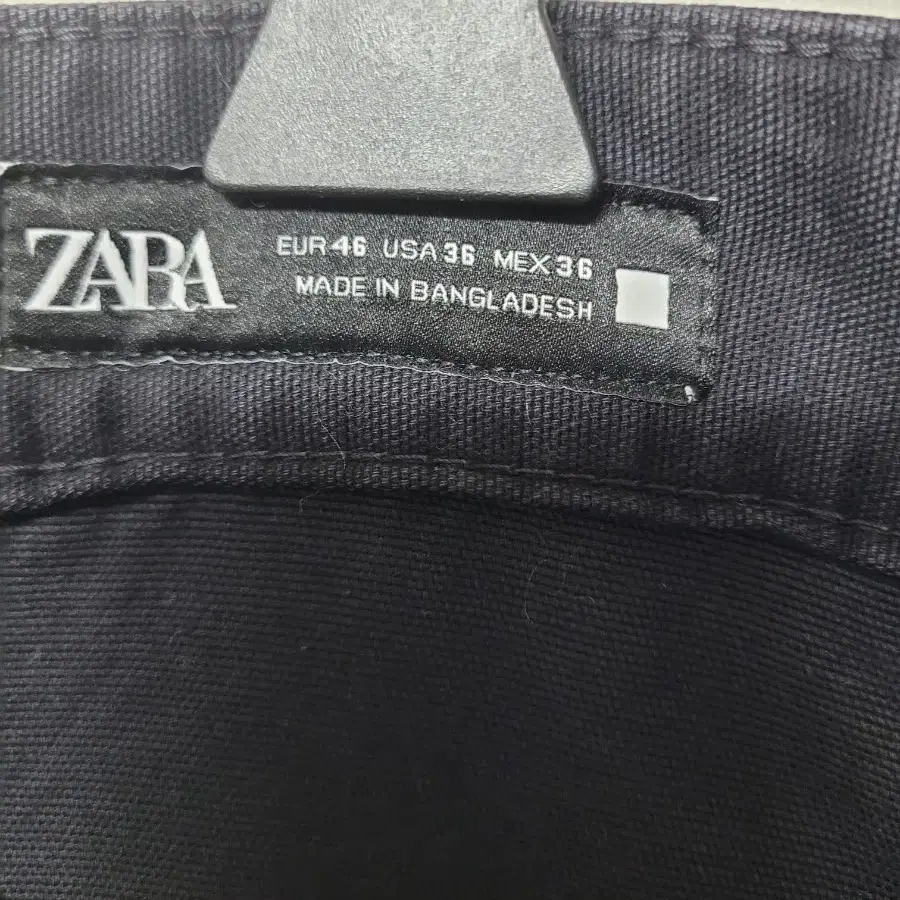 ZARA
EUR 46 USA 36 MEX 36
MADE IN BANGLADESH